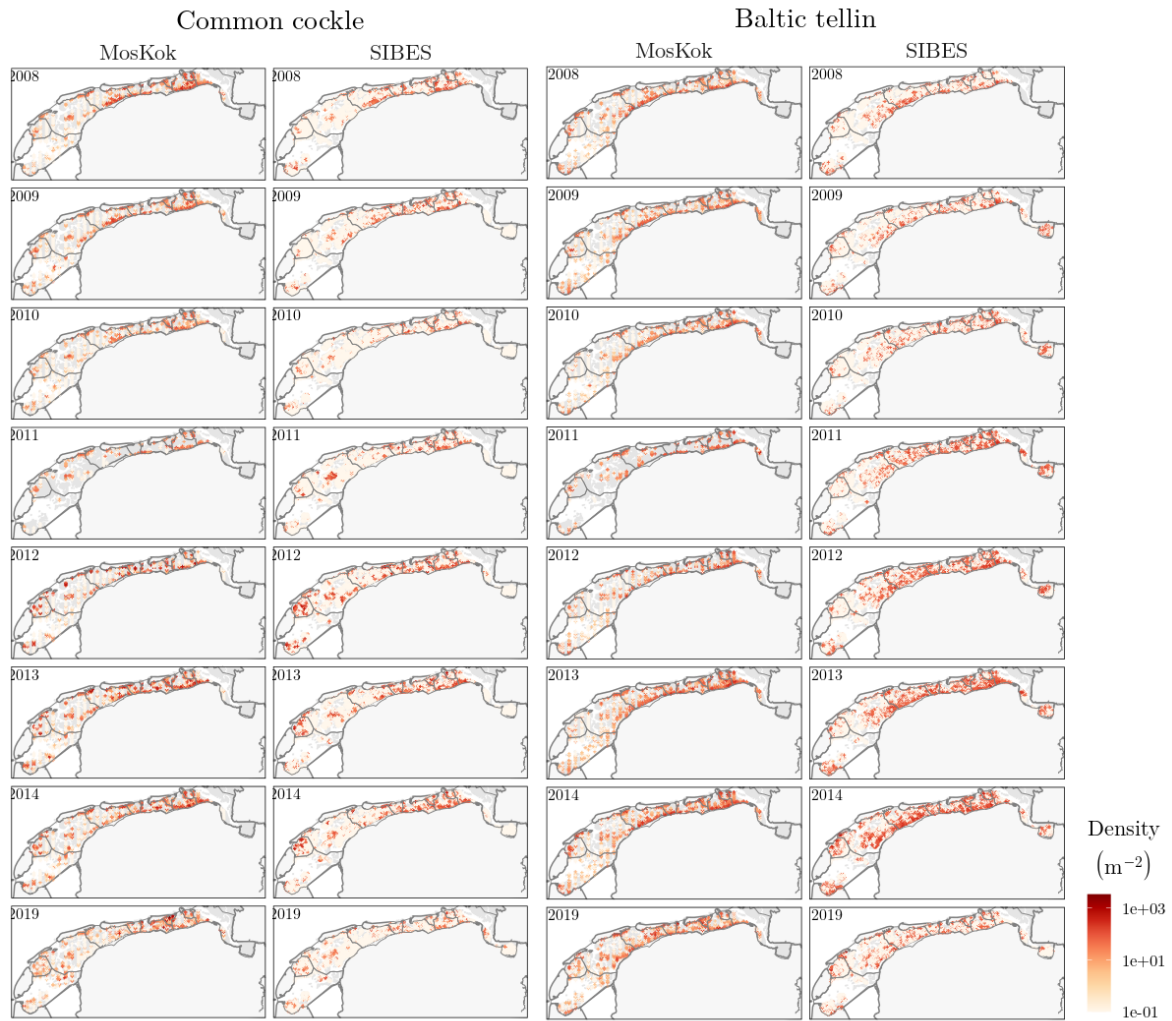 Common cockle Baltic tellin
MosKok SIBES MosKok SIBES
2008 2008 2008 2008
2009 2009 2009 2009
2010 2010 2010 2010
2011 2011 2011 2011
2012 2012 2012 2012
2013 2013 2013 2013
2014 2014 2014 2014
Density
(m⁻²)
2019 2019 2019 2019
1e+03
1e+01
1e-01